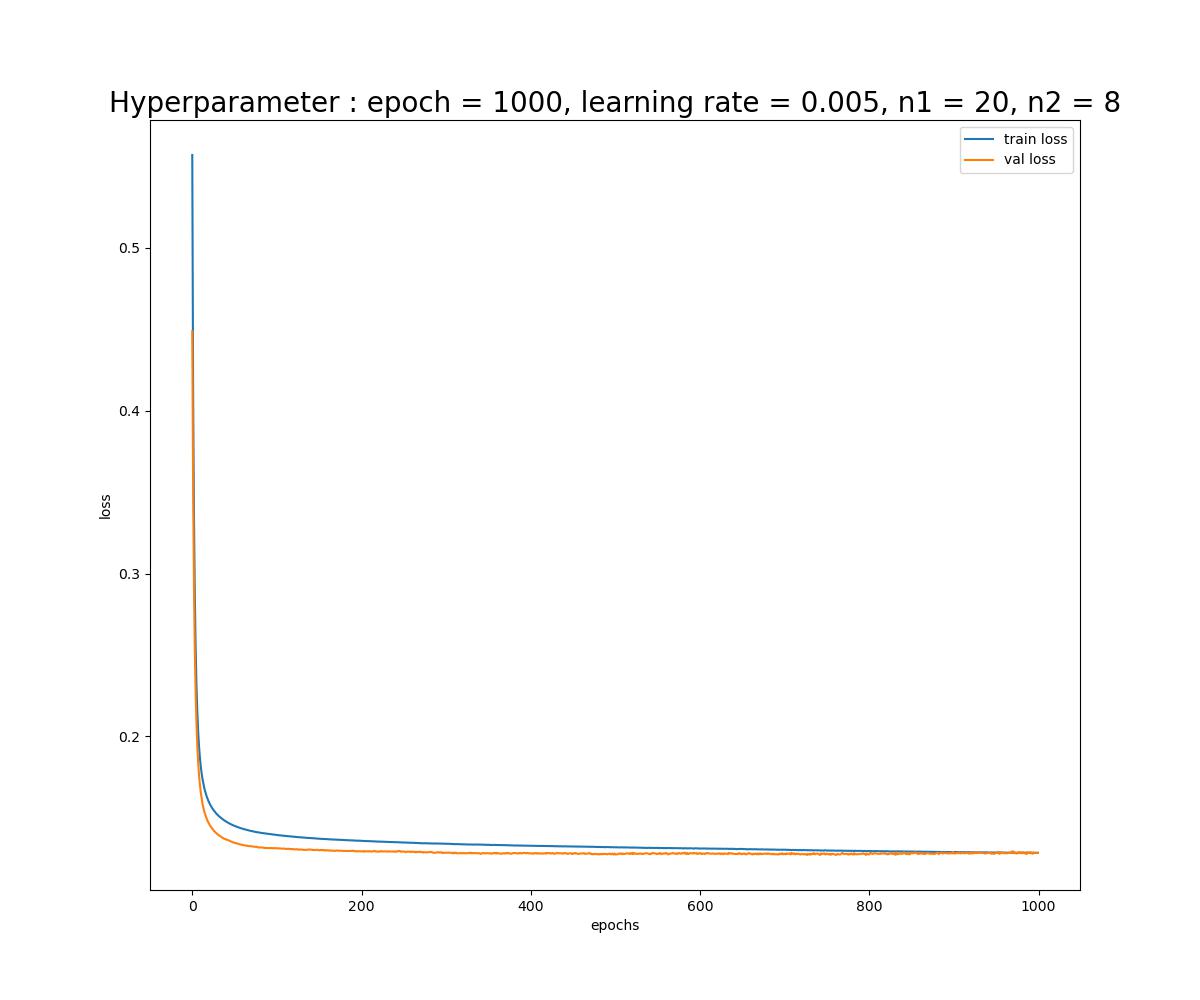 Hyperparameter : epoch = 1000, learning rate = 0.005, n1 = 20, n2 = 8
train loss
val loss
0.5
0.4
0.3
0.2
loss
0 200 400 600 800 1000
epochs